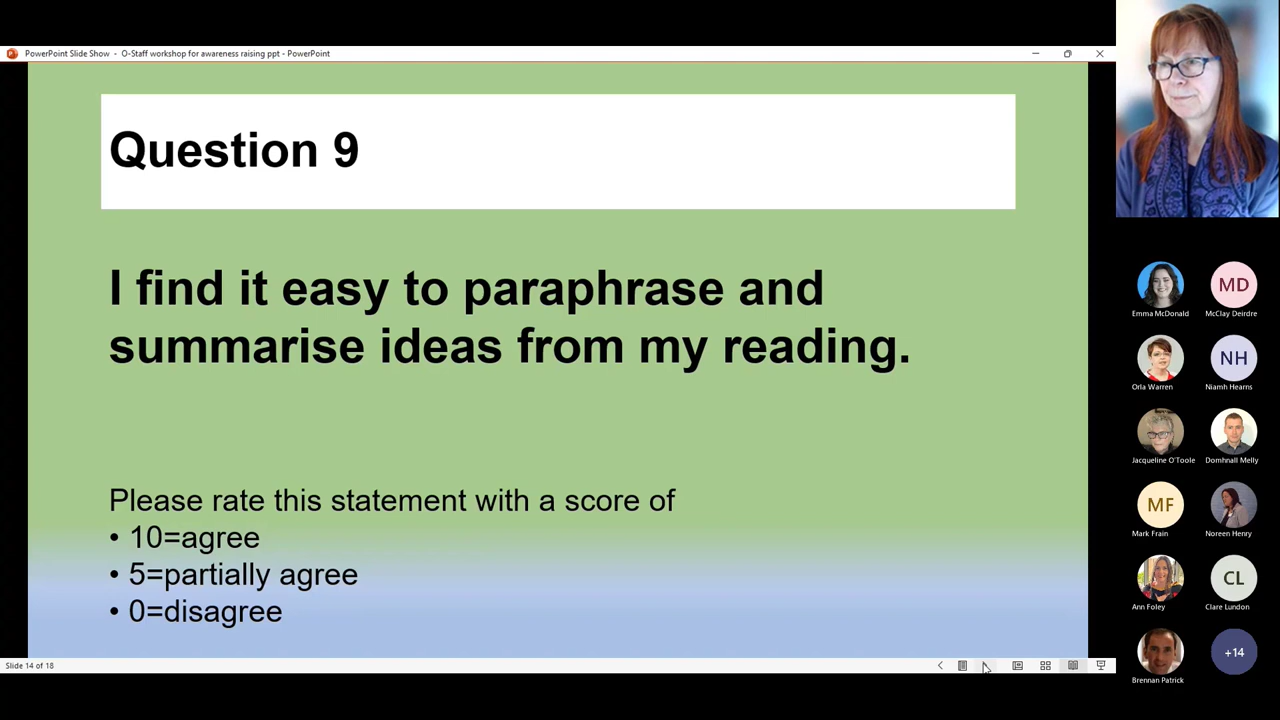 PowerPoint Slide Show - O-Staff workshop for awareness raising ppt - PowerPoint
Question 9
I find it easy to paraphrase and
summarise ideas from my reading.
Please rate this statement with a score of
• 10=agree
• 5=partially agree
• 0=disagree
Slide 14 of 18
MD
Emma McDonald
McClay Deirdre
NH
Orla Warren
Niamh Hearns
Jacqueline O'Toole
Domhnall Melly
MF
Mark Frain
Noreen Henry
CL
Ann Foley
Clare Lundon
+14
Brennan Patrick